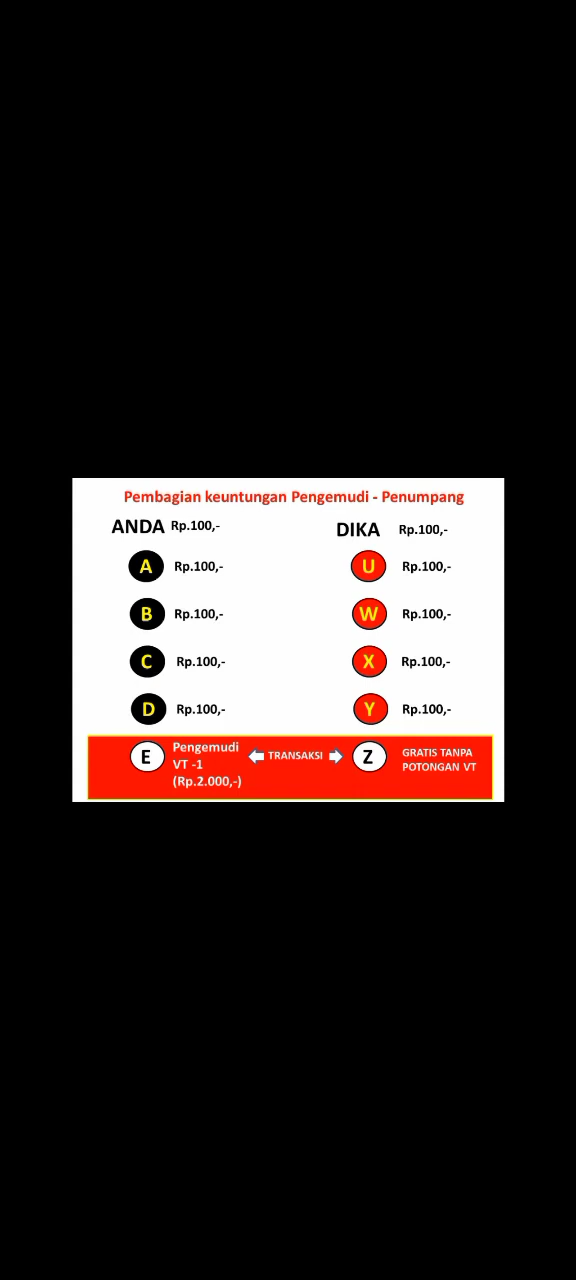 Pembagian keuntungan Pengemudi - Penumpang
ANDA Rp.100,- DIKA Rp.100,-
A Rp.100,- U Rp.100,-
B Rp.100,- W Rp.100,-
C Rp.100,- X Rp.100,-
D Rp.100,- Y Rp.100,-
E Pengemudi
VT -1
(Rp.2.000,-)
TRANSAKSI
Z GRATIS TANPA
POTONGAN VT